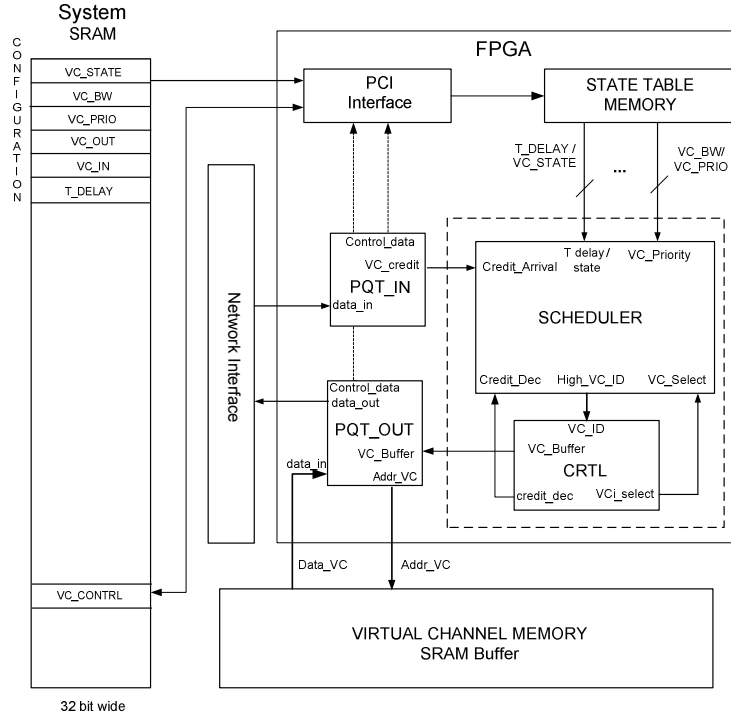 System
SRAM
CONFIGURATION
VC_STATE
VC_BW
VC_PRIO
VC_OUT
VC_IN
T_DELAY
VC_CONTRL
32 bit wide
Network Interface
FPGA
PCI
Interface
STATE TABLE
MEMORY
T_DELAY /
VC_STATE
...
VC_BW/
VC_PRIO
Control_data
VC_credit
PQT_IN
data_in
Credit_Arrival
T delay/
state
VC_Priority
SCHEDULER
Credit_Dec
High_VC_ID
VC_Select
Control_data
data_out
PQT_OUT
VC_Buffer
Addr_VC
data_in
VC_ID
VC_Buffer
CRTL
credit_dec
VCi_select
Data_VC
Addr_VC
VIRTUAL CHANNEL MEMORY
SRAM Buffer